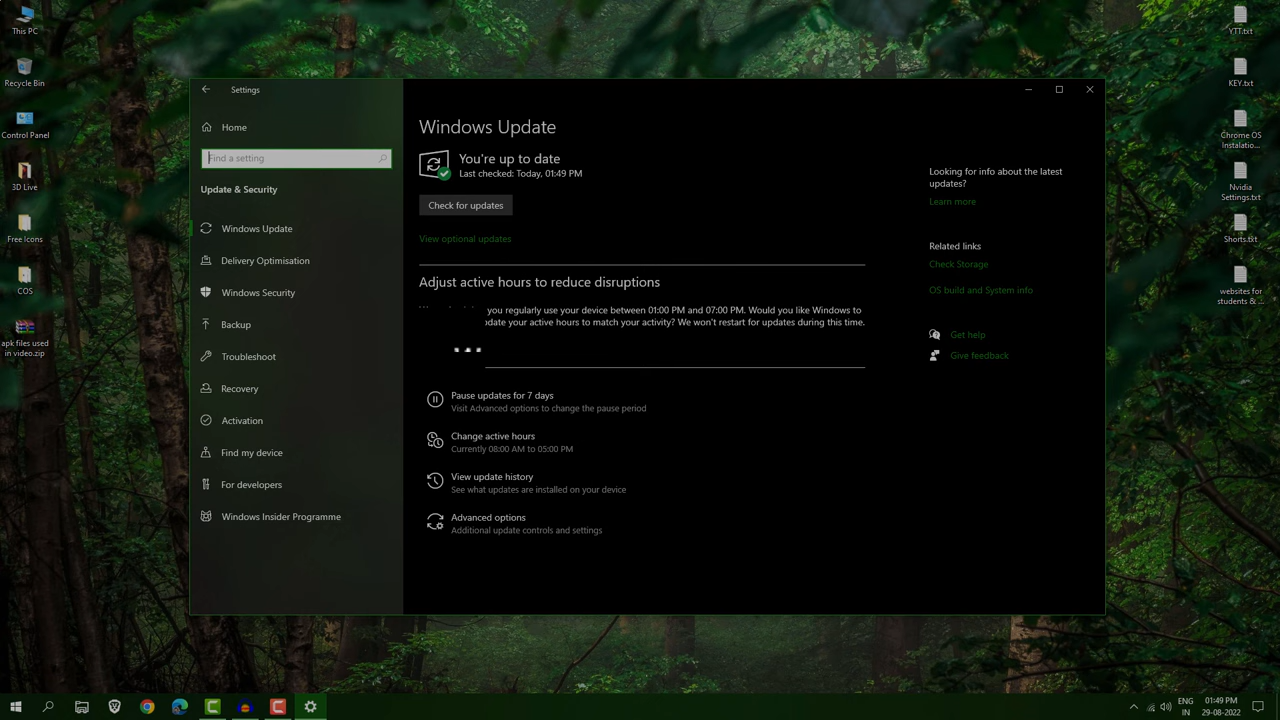 This PC
Recycle Bin
Control Panel
3D Live
Free Icons
COS
apk files used
in video.zip
Settings
Home
Find a setting
Update & Security
Windows Update
Delivery Optimisation
Windows Security
Backup
Troubleshoot
Recovery
Activation
Find my device
For developers
Windows Insider Programme
Windows Update
You're up to date
Last checked: Today, 01:49 PM
Check for updates
View optional updates
Adjust active hours to reduce disruptions
you regularly use your device between 01:00 PM and 07:00 PM. Would you like Windows to
your active hours to match your activity? We won't restart for updates during this time.
Pause updates for 7 days
Visit Advanced options to change the pause period
Change active hours
Currently 08:00 AM to 05:00 PM
View update history
See what updates are installed on your device
Advanced options
Additional update controls and settings
Looking for info about the latest
updates?
Learn more
Related links
Check Storage
OS build and System info
Get help
Give feedback
YTT.txt
KEY.txt
Chrome OS
Instalatio...
Nvidia
Settings.txt
Shorts.txt
websites for
students & ...
ENG
IN
01:49 PM
29-08-2022